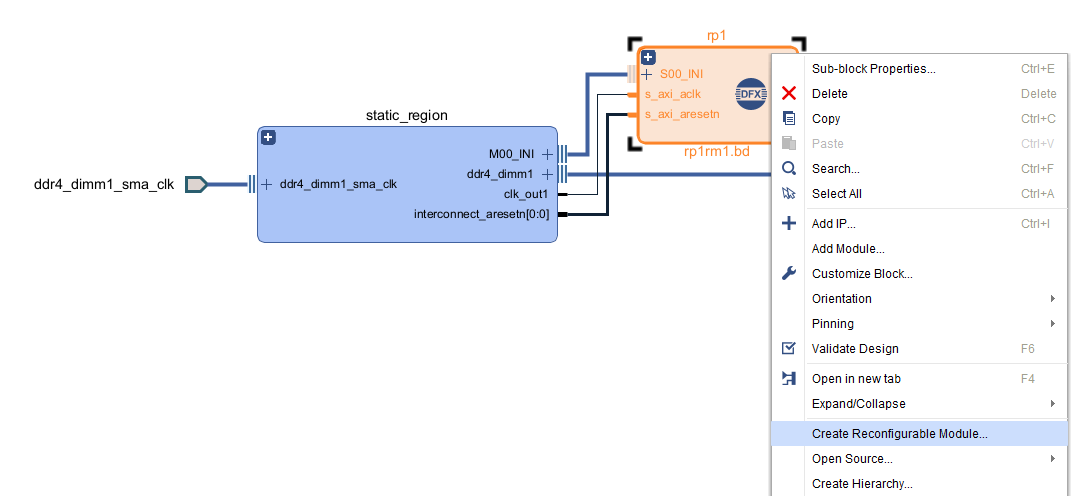 rp1
S00_INI
s_axi_aclk
s_axi_aresetn
DFX
rp1rm1.bd
static_region
M00_INI
ddr4_dimm1
clk_out1
interconnect_aresetn[0:0]
ddr4_dimm1_sma_clk
ddr4_dimm1_sma_clk
Sub-block Properties... Ctrl+E
Delete Delete
Copy Ctrl+C
Paste Ctrl+V
Search... Ctrl+F
Select All Ctrl+A
Add IP... Ctrl+I
Add Module...
Customize Block...
Orientation
Pinning
Validate Design F6
Open in new tab F4
Expand/Collapse
Create Reconfigurable Module...
Open Source...
Create Hierarchy...